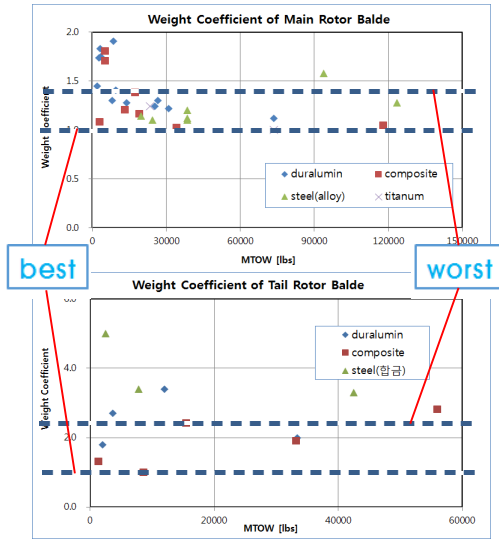 Weight Coefficient of Main Rotor Balde
2.0
1.5
1.0
0.5
0.0
Weight Coefficient
duralumin
composite
steel(alloy)
titanum
0
30000
60000
90000
120000
150000
MTOW [lbs]
best
worst
Weight Coefficient of Tail Rotor Balde
6.0
4.0
2.0
0.0
Weight Coefficient
duralumin
composite
steel(합금)
0
20000
40000
60000
MTOW [lbs]